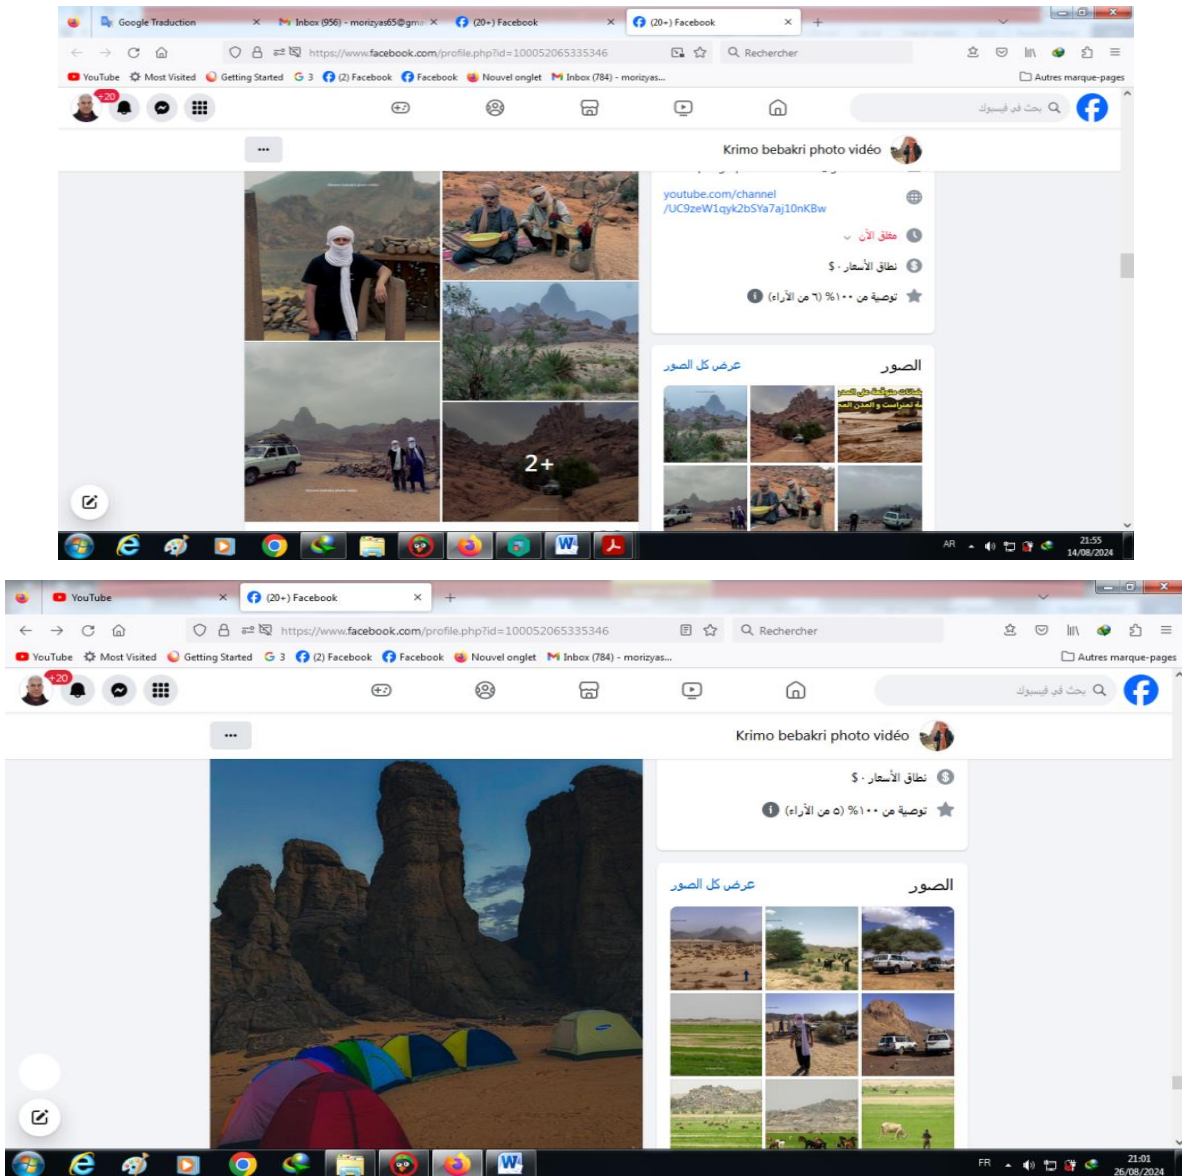 Google Traduction
Inbox (956) - morizyas65@gma
(20+) Facebook
(20+) Facebook
https://www.facebook.com/profile.php?id=100052065335346
Rechercher
YouTube Most Visited Getting Started G 3 (2) Facebook Facebook Nouvel onglet Inbox (784) - morizyas...
Autres marque-pages
+20
بحث في فيسبوك
Krimo bebakri photo vidéo
youtube.com/channel
/UC9zeW1qyk2bSYa7aj10nKBw
مغلق الآن
نطاق الأسعار · $
توصية من ١٠٠% (٦ من الآراء)
الصور
عرض كل الصور
2+
AR
21:55
14/08/2024
YouTube
(20+) Facebook
https://www.facebook.com/profile.php?id=100052065335346
Rechercher
YouTube Most Visited Getting Started G 3 (2) Facebook Facebook Nouvel onglet Inbox (784) - morizyas...
Autres marque-pages
+20
بحث في فيسبوك
Krimo bebakri photo vidéo
نطاق الأسعار · $
توصية من ١٠٠% (٥ من الآراء)
الصور
عرض كل الصور
FR
21:01
26/08/2024